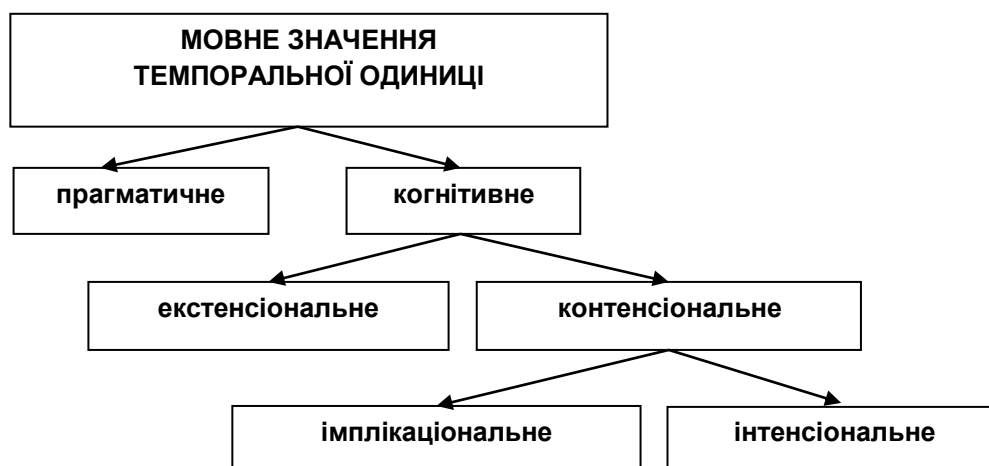 МОВНЕ ЗНАЧЕННЯ
ТЕМПОРАЛЬНОЇ ОДИНИЦІ
прагматичне
когнітивне
екстенсіональне
контенсіональне
імплікаціональне
інтенсіональне